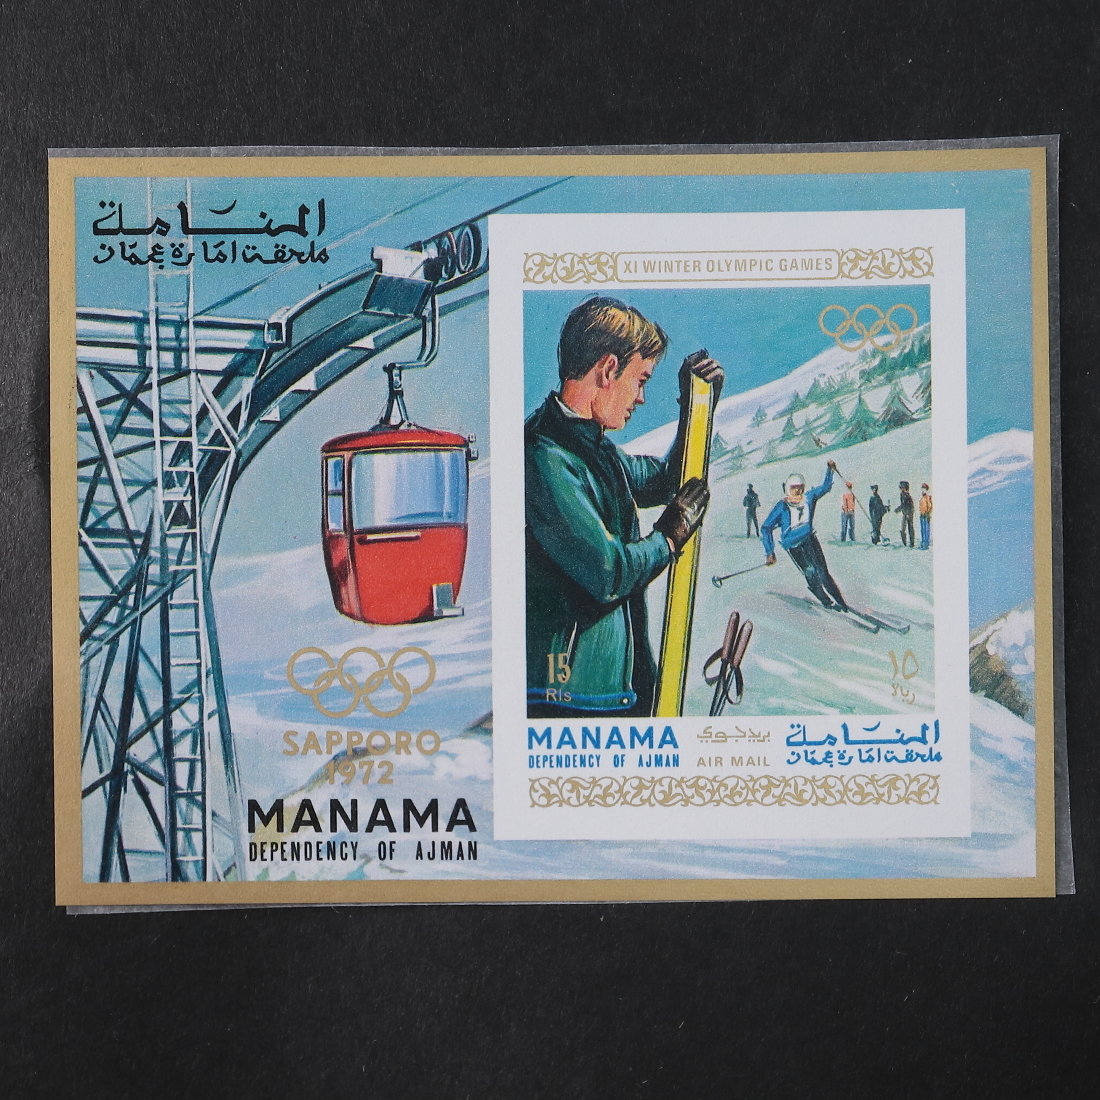 المنامة
ملحقة امارة عجمان
SAPPORO
1972
MANAMA
DEPENDENCY OF AJMAN
XI WINTER OLYMPIC GAMES
15
Rls
١٥
ريال
MANAMA
DEPENDENCY OF AJMAN
بريد جوي
AIR MAIL
المنامة
ملحقة امارة عجمان